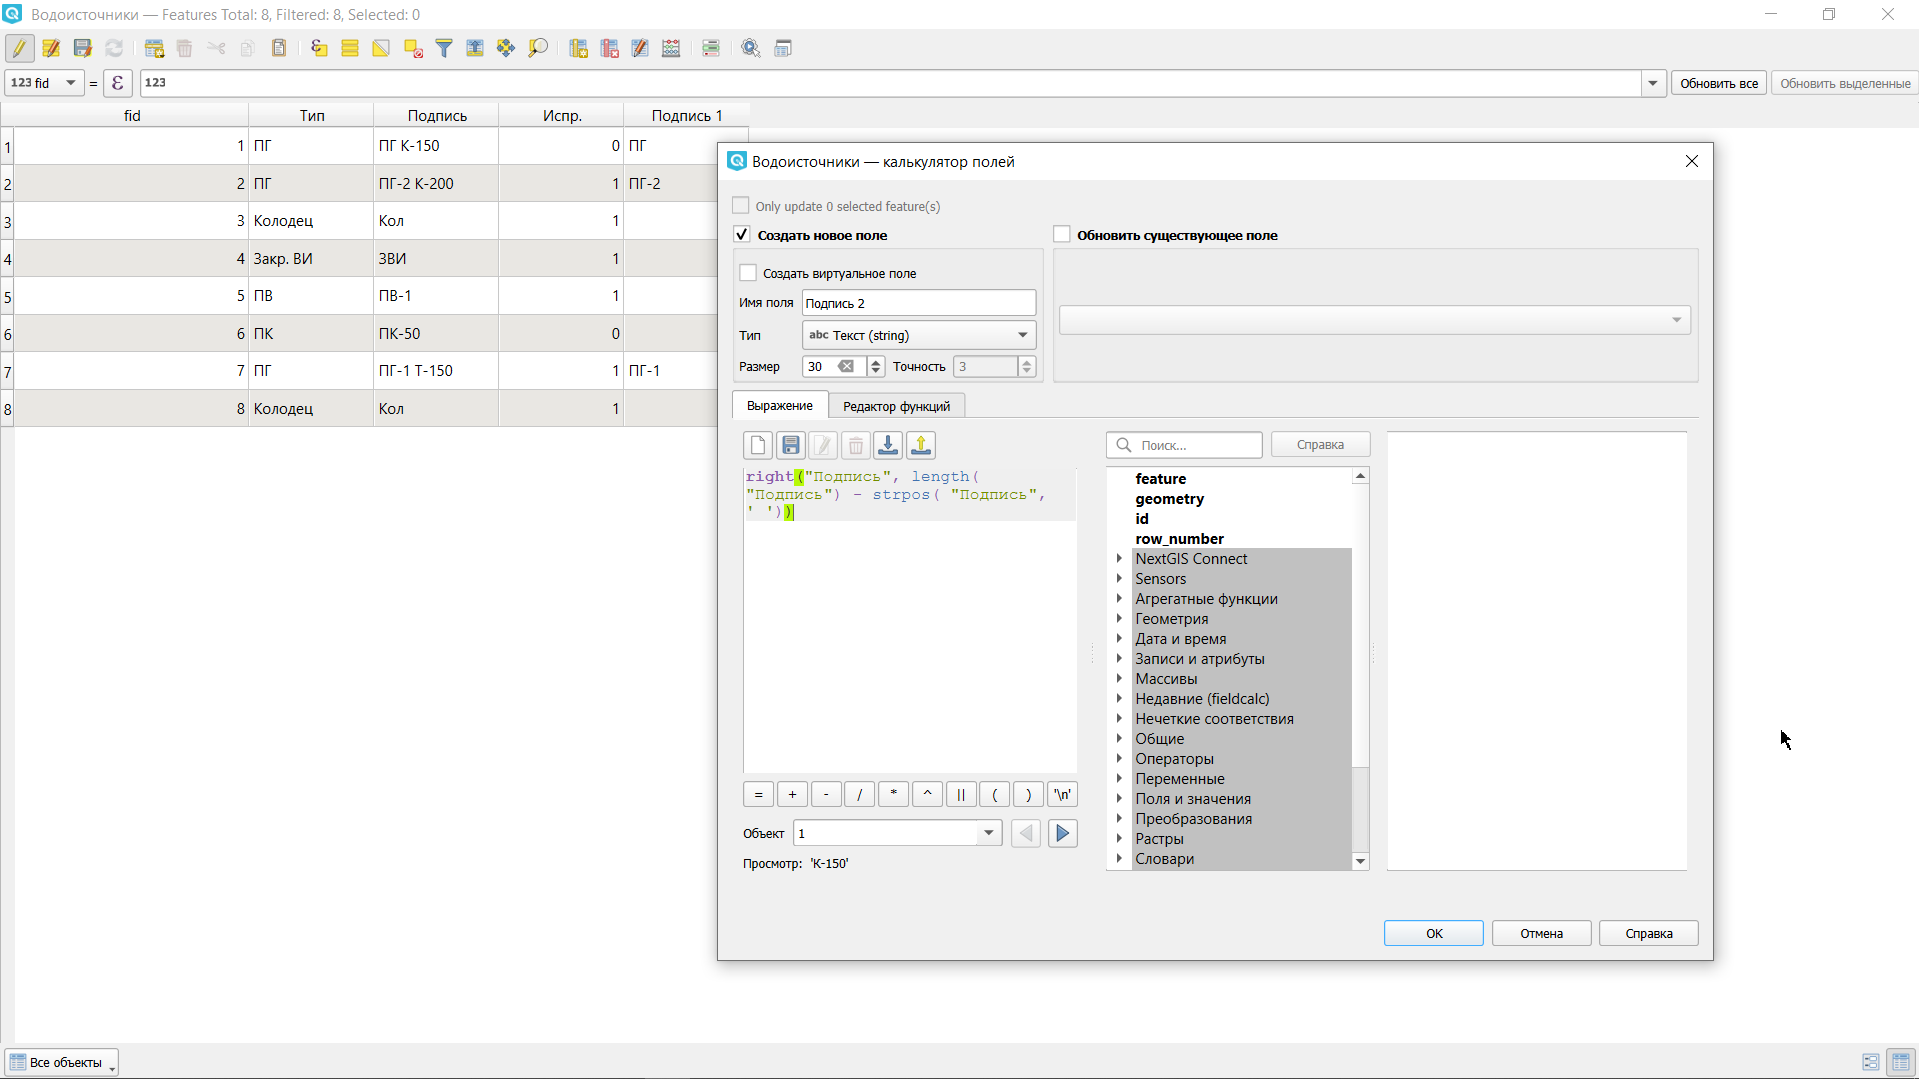 Водоисточники — Features Total: 8, Filtered: 8, Selected: 0
123 fid = ε 123 Обновить все Обновить выделенные
fid Тип Подпись Испр. Подпись 1
1 1 ПГ ПГ К-150 0 ПГ
2 2 ПГ ПГ-2 К-200 1 ПГ-2
3 3 Колодец Кол 1
4 4 Закр. ВИ ЗВИ 1
5 5 ПВ ПВ-1 1
6 6 ПК ПК-50 0
7 7 ПГ ПГ-1 Т-150 1 ПГ-1
8 8 Колодец Кол 1
Водоисточники — калькулятор полей
Only update 0 selected feature(s)
Создать новое поле
Обновить существующее поле
Создать виртуальное поле
Имя поля Подпись 2
Тип abc Текст (string)
Размер 30 Точность 3
Выражение Редактор функций
right("Подпись", length(
"Подпись") - strpos( "Подпись",
' '))
= + - / * ^ || ( ) '\n'
Объект 1
Просмотр: 'К-150'
Поиск... Справка
feature
geometry
id
row_number
NextGIS Connect
Sensors
Агрегатные функции
Геометрия
Дата и время
Записи и атрибуты
Массивы
Недавние (fieldcalc)
Нечеткие соответствия
Общие
Операторы
Переменные
Поля и значения
Преобразования
Растры
Словари
ОК Отмена Справка
Все объекты